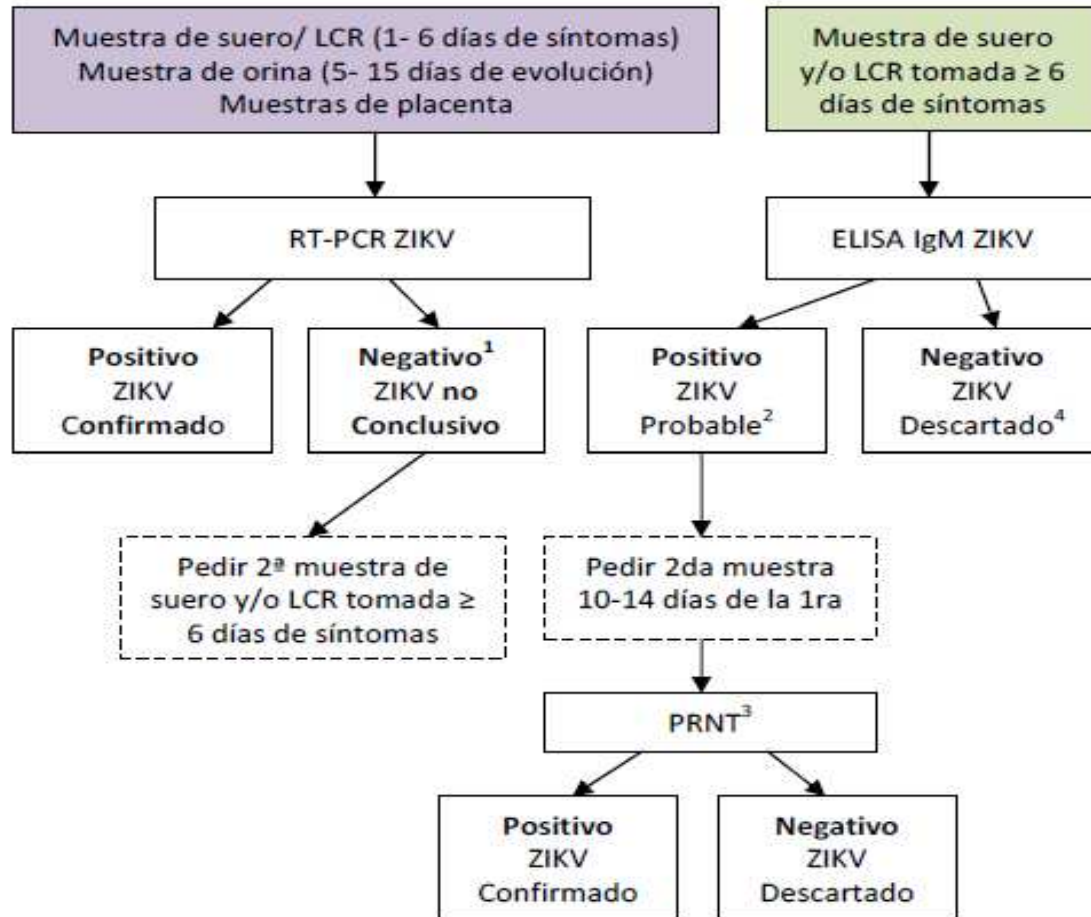 Muestra de suero/ LCR (1- 6 días de síntomas)
Muestra de orina (5- 15 días de evolución)
Muestras de placenta
Muestra de suero
y/o LCR tomada ≥ 6
días de síntomas
RT-PCR ZIKV
ELISA IgM ZIKV
Positivo
ZIKV
Confirmado
Negativo¹
ZIKV no
Conclusivo
Positivo
ZIKV
Probable²
Negativo
ZIKV
Descartado⁴
Pedir 2ª muestra de
suero y/o LCR tomada ≥
6 días de síntomas
Pedir 2da muestra
10-14 días de la 1ra
PRNT³
Positivo
ZIKV
Confirmado
Negativo
ZIKV
Descartado